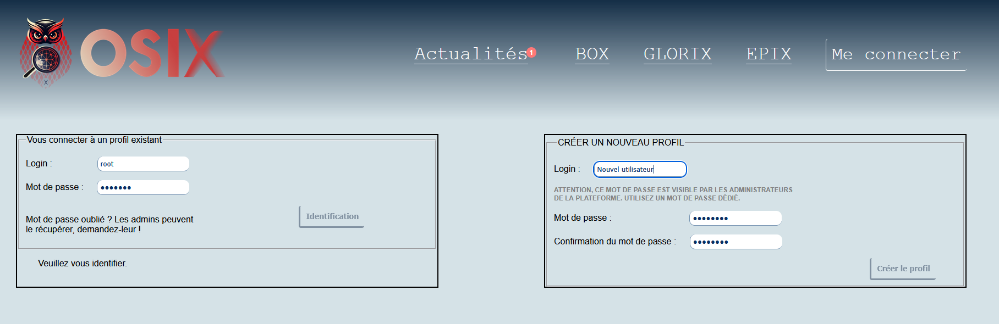 OSIX
X
Actualités 1
BOX
GLORIX
EPIX
Me connecter
Vous connecter à un profil existant
Login : root
Mot de passe : •••••••
Mot de passe oublié ? Les admins peuvent
le récupérer, demandez-leur !
Identification
Veuillez vous identifier.
CRÉER UN NOUVEAU PROFIL
Login : Nouvel utilisateur
ATTENTION, CE MOT DE PASSE EST VISIBLE PAR LES ADMINISTRATEURS
DE LA PLATEFORME. UTILISEZ UN MOT DE PASSE DÉDIÉ.
Mot de passe : ••••••••
Confirmation du mot de passe : ••••••••
Créer le profil